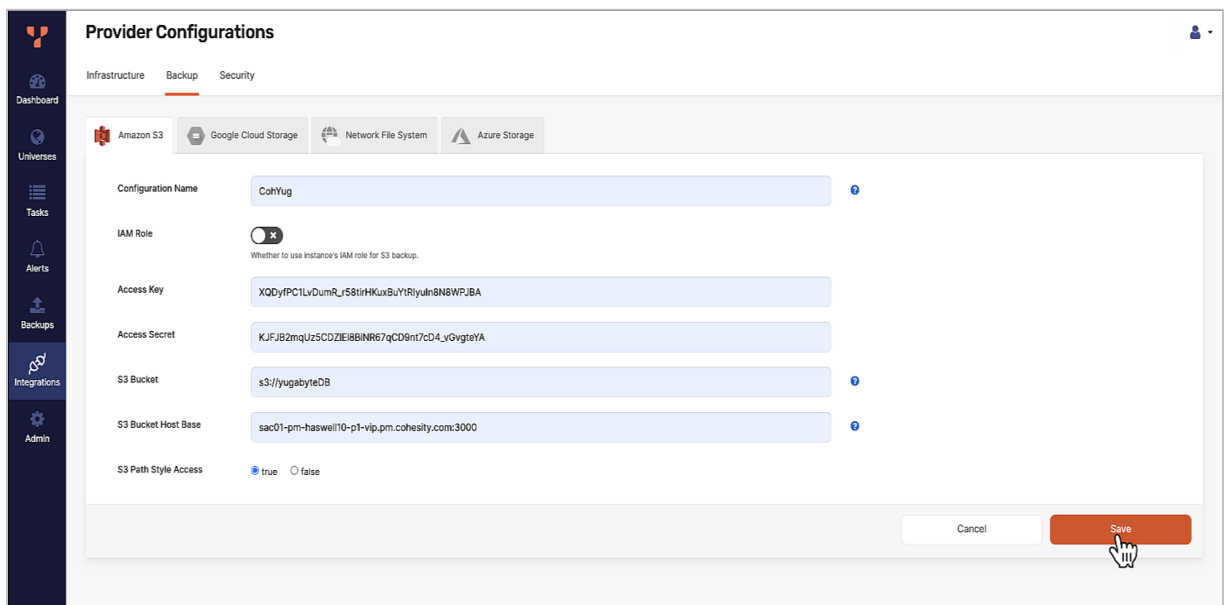 Provider Configurations
Infrastructure Backup Security
Dashboard
Universes
Tasks
Alerts
Backups
Integrations
Admin
Amazon S3 Google Cloud Storage Network File System Azure Storage
Configuration Name CohYug
IAM Role
Whether to use instance's IAM role for S3 backup.
Access Key XQDyfPC1LvDumR_r58tirHKuxBuYtRlyuln8N8WPJBA
Access Secret KJFJB2mqUz5CDZIEI8BiNR67qCD9nt7cD4_vGvgteYA
S3 Bucket s3://yugabyteDB
S3 Bucket Host Base sac01-pm-haswell10-p1-vip.pm.cohesity.com:3000
S3 Path Style Access true false
Cancel Save